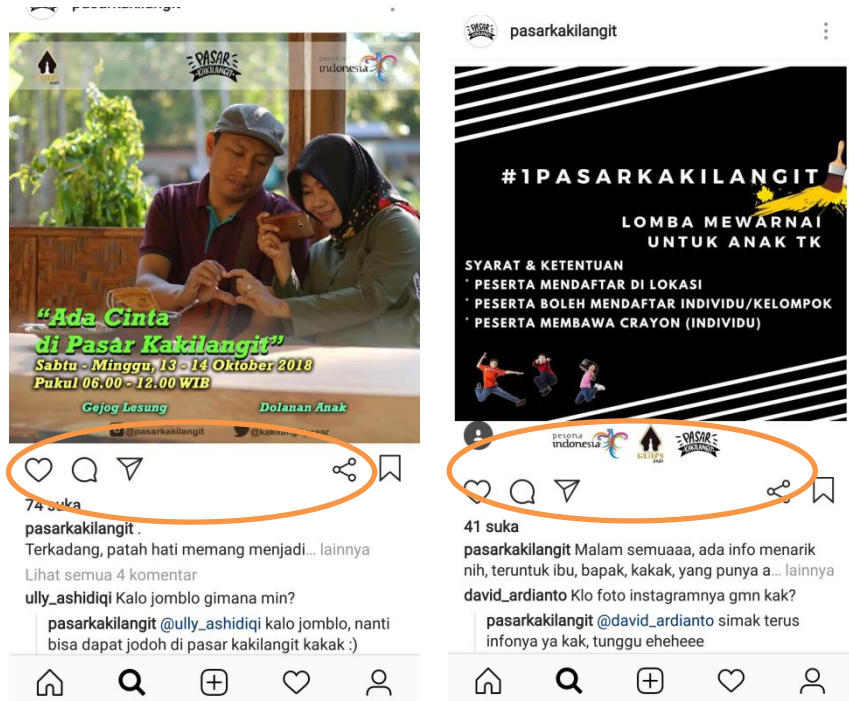 pasarkakilangit
PASAR
KAKILANGIT
pesona
indonesia
"Ada Cinta
di Pasar Kakilangit"
Sabtu - Minggu, 13 - 14 Oktober 2018
Pukul 06.00 - 12.00 WIB
Gejog Lesung Dolanan Anak
@pasarkakilangit @kakilangitpasar
74 suka
pasarkakilangit .
Terkadang, patah hati memang menjadi... lainnya
Lihat semua 4 komentar
ully_ashidiqi Kalo jomblo gimana min?
pasarkakilangit @ully_ashidiqi kalo jomblo, nanti
bisa dapat jodoh di pasar kakilangit kakak :)
pasarkakilangit
#1PASARKAKILANGIT
LOMBA MEWARNAI
UNTUK ANAK TK
SYARAT & KETENTUAN
* PESERTA MENDAFTAR DI LOKASI
* PESERTA BOLEH MENDAFTAR INDIVIDU/KELOMPOK
* PESERTA MEMBAWA CRAYON (INDIVIDU)
pesona
indonesia
PASAR
KAKILANGIT
41 suka
pasarkakilangit Malam semuaaa, ada info menarik
nih, teruntuk ibu, bapak, kakak, yang punya a... lainnya
david_ardianto Klo foto instagramnya gmn kak?
pasarkakilangit @david_ardianto simak terus
infonya ya kak, tunggu eheheee